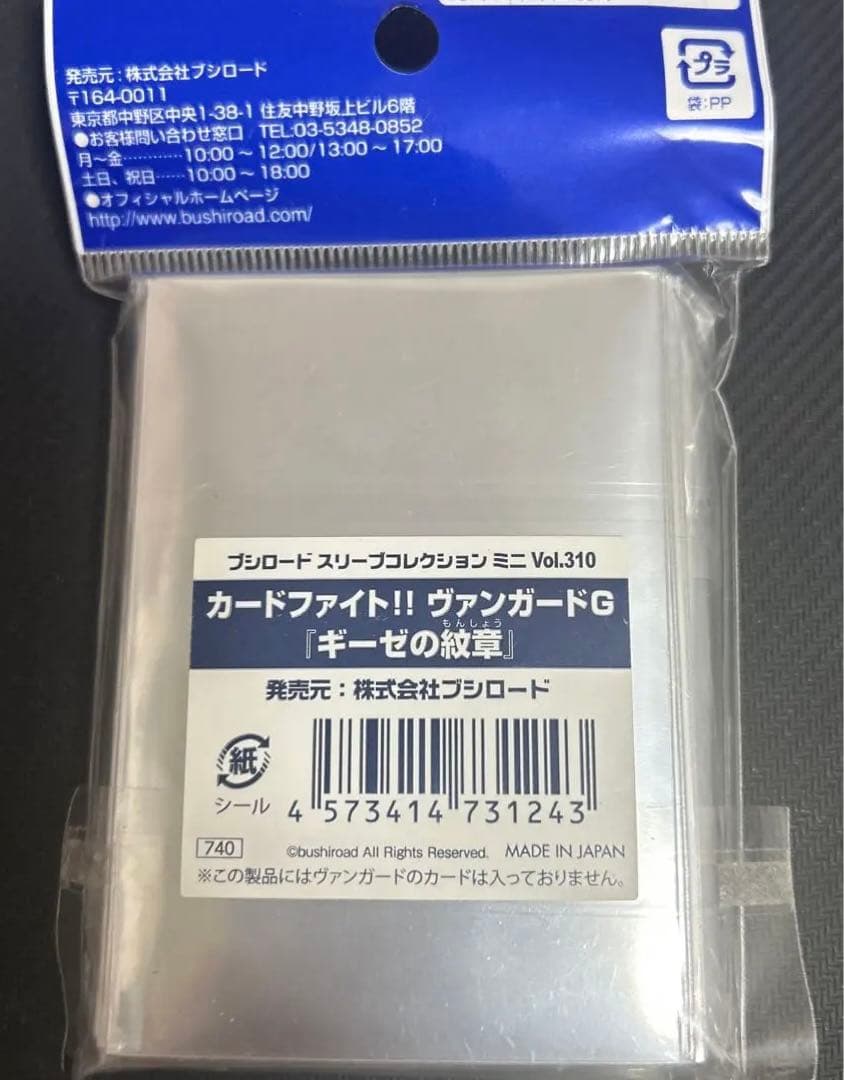 発売元：株式会社ブシロード
〒164-0011
東京都中野区中央1-38-1 住友中野坂上ビル6階
●お客様問い合わせ窓口 TEL:03-5348-0852
月～金…………10:00～12:00/13:00～17:00
土日、祝日……10:00～18:00
●オフィシャルホームページ
http://www.bushiroad.com/
プラ
袋:PP
ブシロード スリーブコレクション ミニ Vol.310
カードファイト!! ヴァンガードG
もんしょう
『ギーゼの紋章』
発売元：株式会社ブシロード
紙
シール
4 573414 731243
740 ©bushiroad All Rights Reserved. MADE IN JAPAN
※この製品にはヴァンガードのカードは入っておりません。